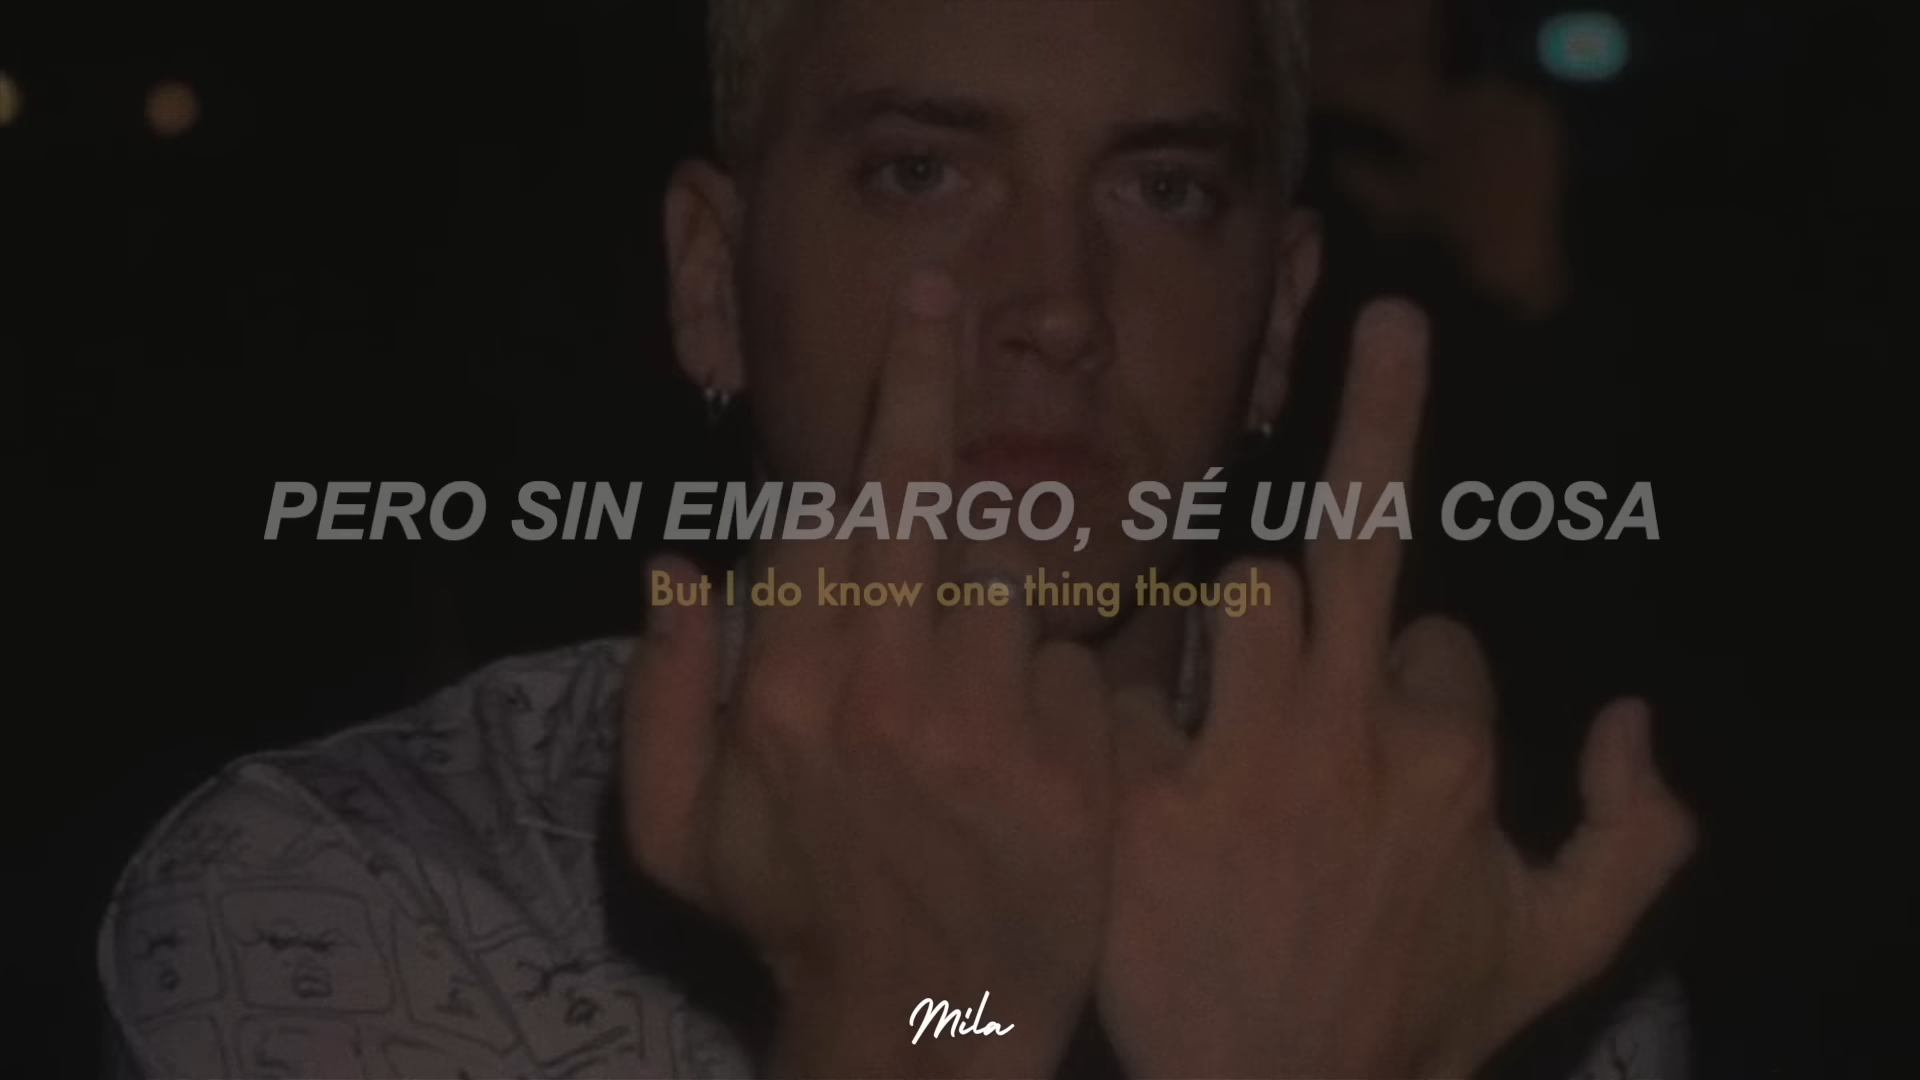 PERO SIN EMBARGO, SÉ UNA COSA
But I do know one thing though
Mila